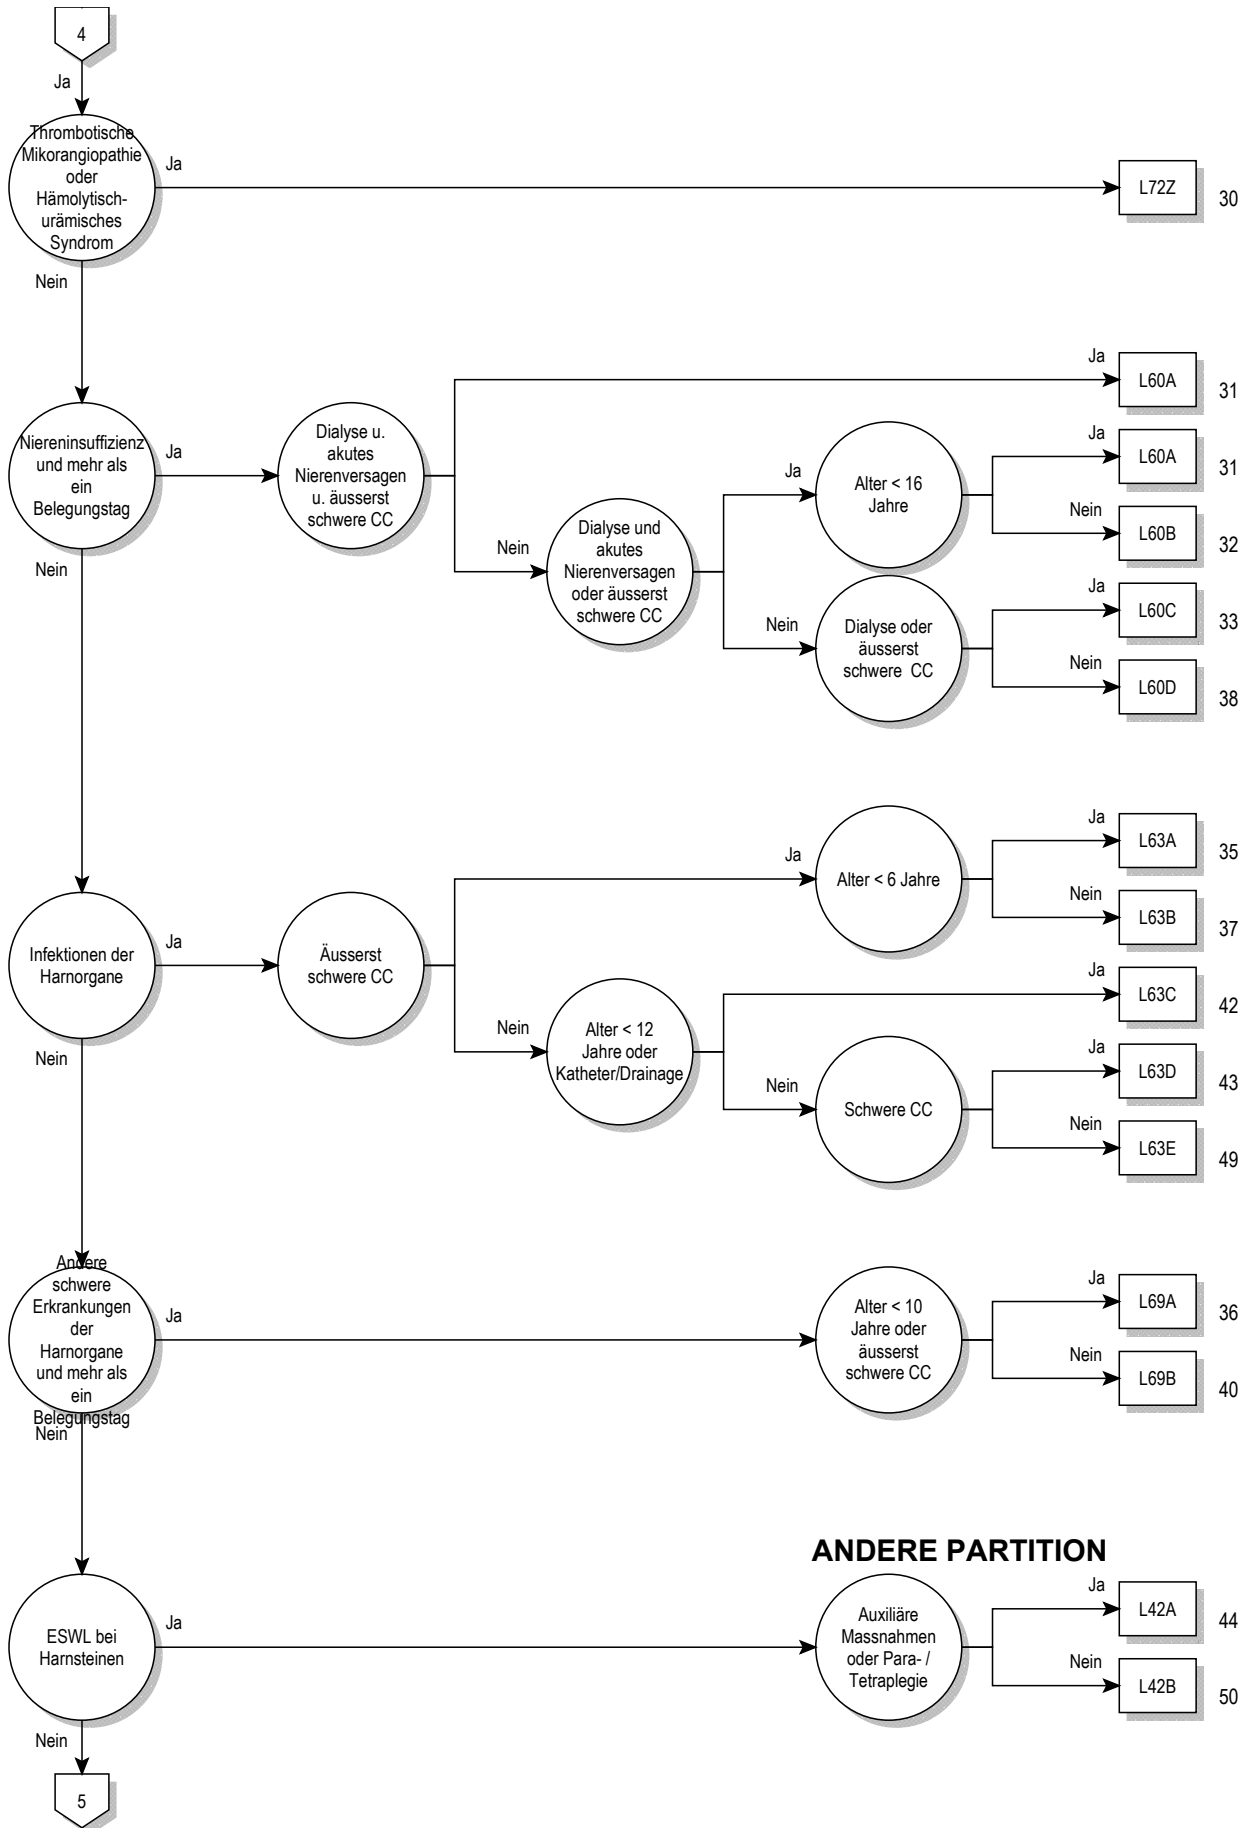 4
Ja
Thrombotische
Mikorangiopathie
oder
Hämolytisch-
urämisches
Syndrom
Ja
L72Z
30
Nein
Niereninsuffizienz
und mehr als
ein
Belegungstag
Ja
Dialyse u.
akutes
Nierenversagen
u. äusserst
schwere CC
Ja
L60A
31
Nein
Dialyse und
akutes
Nierenversagen
oder äusserst
schwere CC
Ja
Alter < 16
Jahre
Ja
L60A
31
Nein
L60B
32
Nein
Dialyse oder
äusserst
schwere CC
Ja
L60C
33
Nein
L60D
38
Nein
Infektionen der
Harnorgane
Ja
Äusserst
schwere CC
Ja
Alter < 6 Jahre
Ja
L63A
35
Nein
L63B
37
Nein
Alter < 12
Jahre oder
Katheter/Drainage
Ja
L63C
42
Nein
Schwere CC
Ja
L63D
43
Nein
L63E
49
Nein
Andere
schwere
Erkrankungen
der
Harnorgane
und mehr als
ein
Belegungstag
Ja
Alter < 10
Jahre oder
äusserst
schwere CC
Ja
L69A
36
Nein
L69B
40
Nein
ANDERE PARTITION
ESWL bei
Harnsteinen
Ja
Auxiliäre
Massnahmen
oder Para- /
Tetraplegie
Ja
L42A
44
Nein
L42B
50
Nein
5